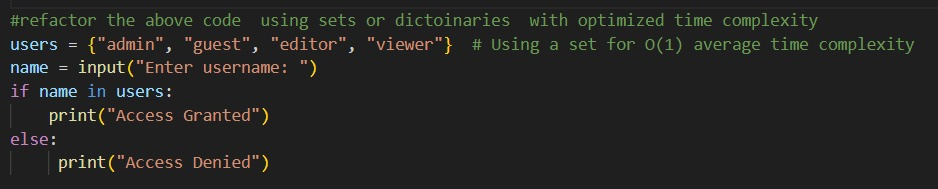 #refactor the above code  using sets or dictoinaries  with optimized time complexity
users = {"admin", "guest", "editor", "viewer"}  # Using a set for O(1) average time complexity
name = input("Enter username: ")
if name in users:
    print("Access Granted")
else:
     print("Access Denied")